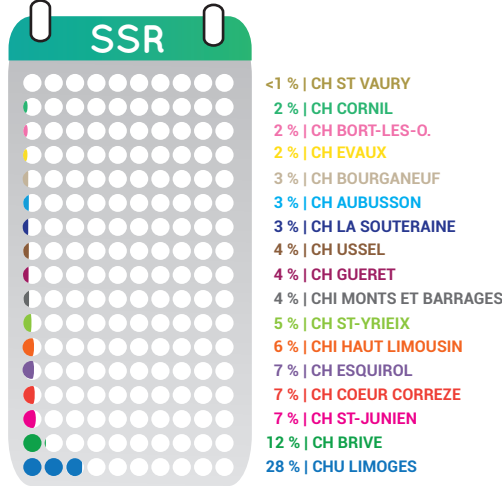 SSR
<1 % | CH ST VAURY
2 % | CH CORNIL
2 % | CH BORT-LES-O.
2 % | CH EVAUX
3 % | CH BOURGANEUF
3 % | CH AUBUSSON
3 % | CH LA SOUTERAINE
4 % | CH USSEL
4 % | CH GUERET
4 % | CHI MONTS ET BARRAGES
5 % | CH ST-YRIEIX
6 % | CHI HAUT LIMOUSIN
7 % | CH ESQUIROL
7 % | CH COEUR CORREZE
7 % | CH ST-JUNIEN
12 % | CH BRIVE
28 % | CHU LIMOGES